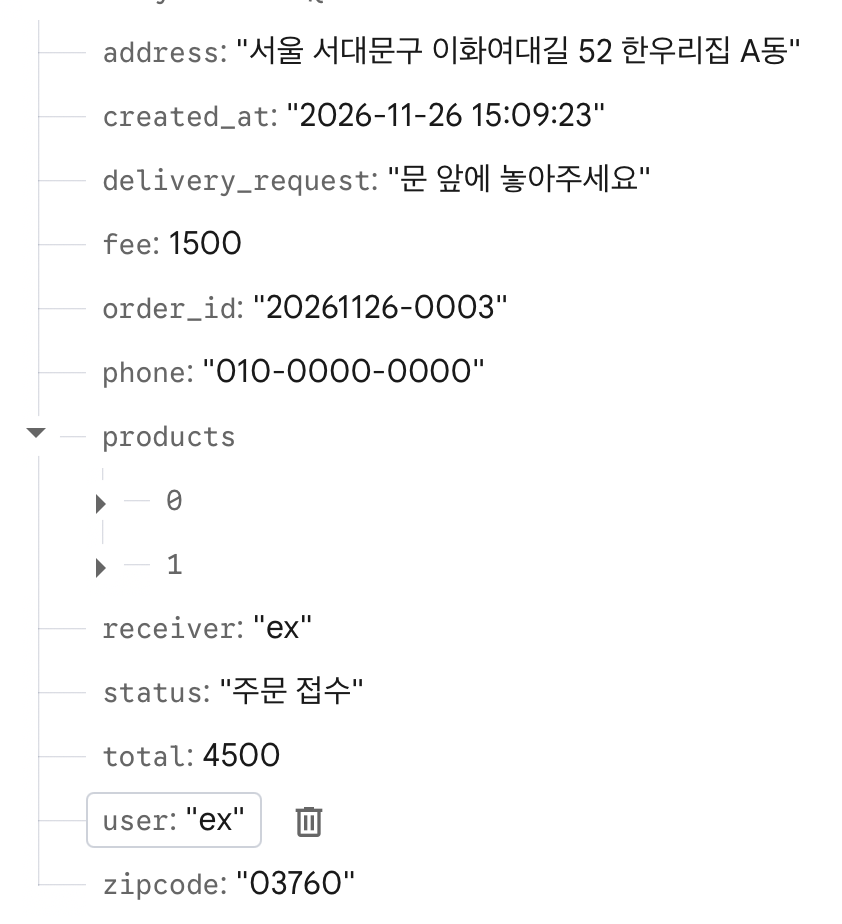 address: "서울 서대문구 이화여대길 52 한우리집 A동"
created_at: "2026-11-26 15:09:23"
delivery_request: "문 앞에 놓아주세요"
fee: 1500
order_id: "20261126-0003"
phone: "010-0000-0000"
products
0
1
receiver: "ex"
status: "주문 접수"
total: 4500
user: "ex"
zipcode: "03760"